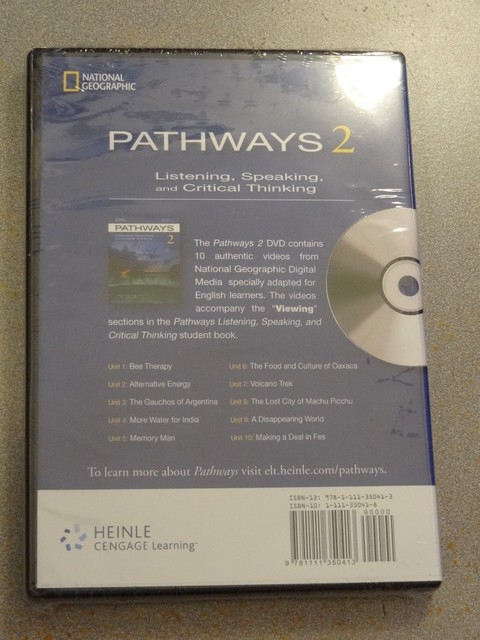 NATIONAL
GEOGRAPHIC
PATHWAYS 2
Listening, Speaking,
and Critical Thinking
PATHWAYS
2
The Pathways 2 DVD contains
10 authentic videos from
National Geographic Digital
Media specially adapted for
English learners. The videos
accompany the "Viewing"
sections in the Pathways Listening, Speaking, and
Critical Thinking student book.
Unit 1: Bee Therapy
Unit 2: Alternative Energy
Unit 3: The Gauchos of Argentina
Unit 4: More Water for India
Unit 5: Memory Man
Unit 6: The Food and Culture of Oaxaca
Unit 7: Volcano Trek
Unit 8: The Lost City of Machu Picchu
Unit 9: A Disappearing World
Unit 10: Making a Deal in Fes
To learn more about Pathways visit elt.heinle.com/pathways.
HEINLE
CENGAGE Learning™
ISBN-13: 978-1-111-35041-3
ISBN-10: 1-111-35041-8
90000
9 781111 350413